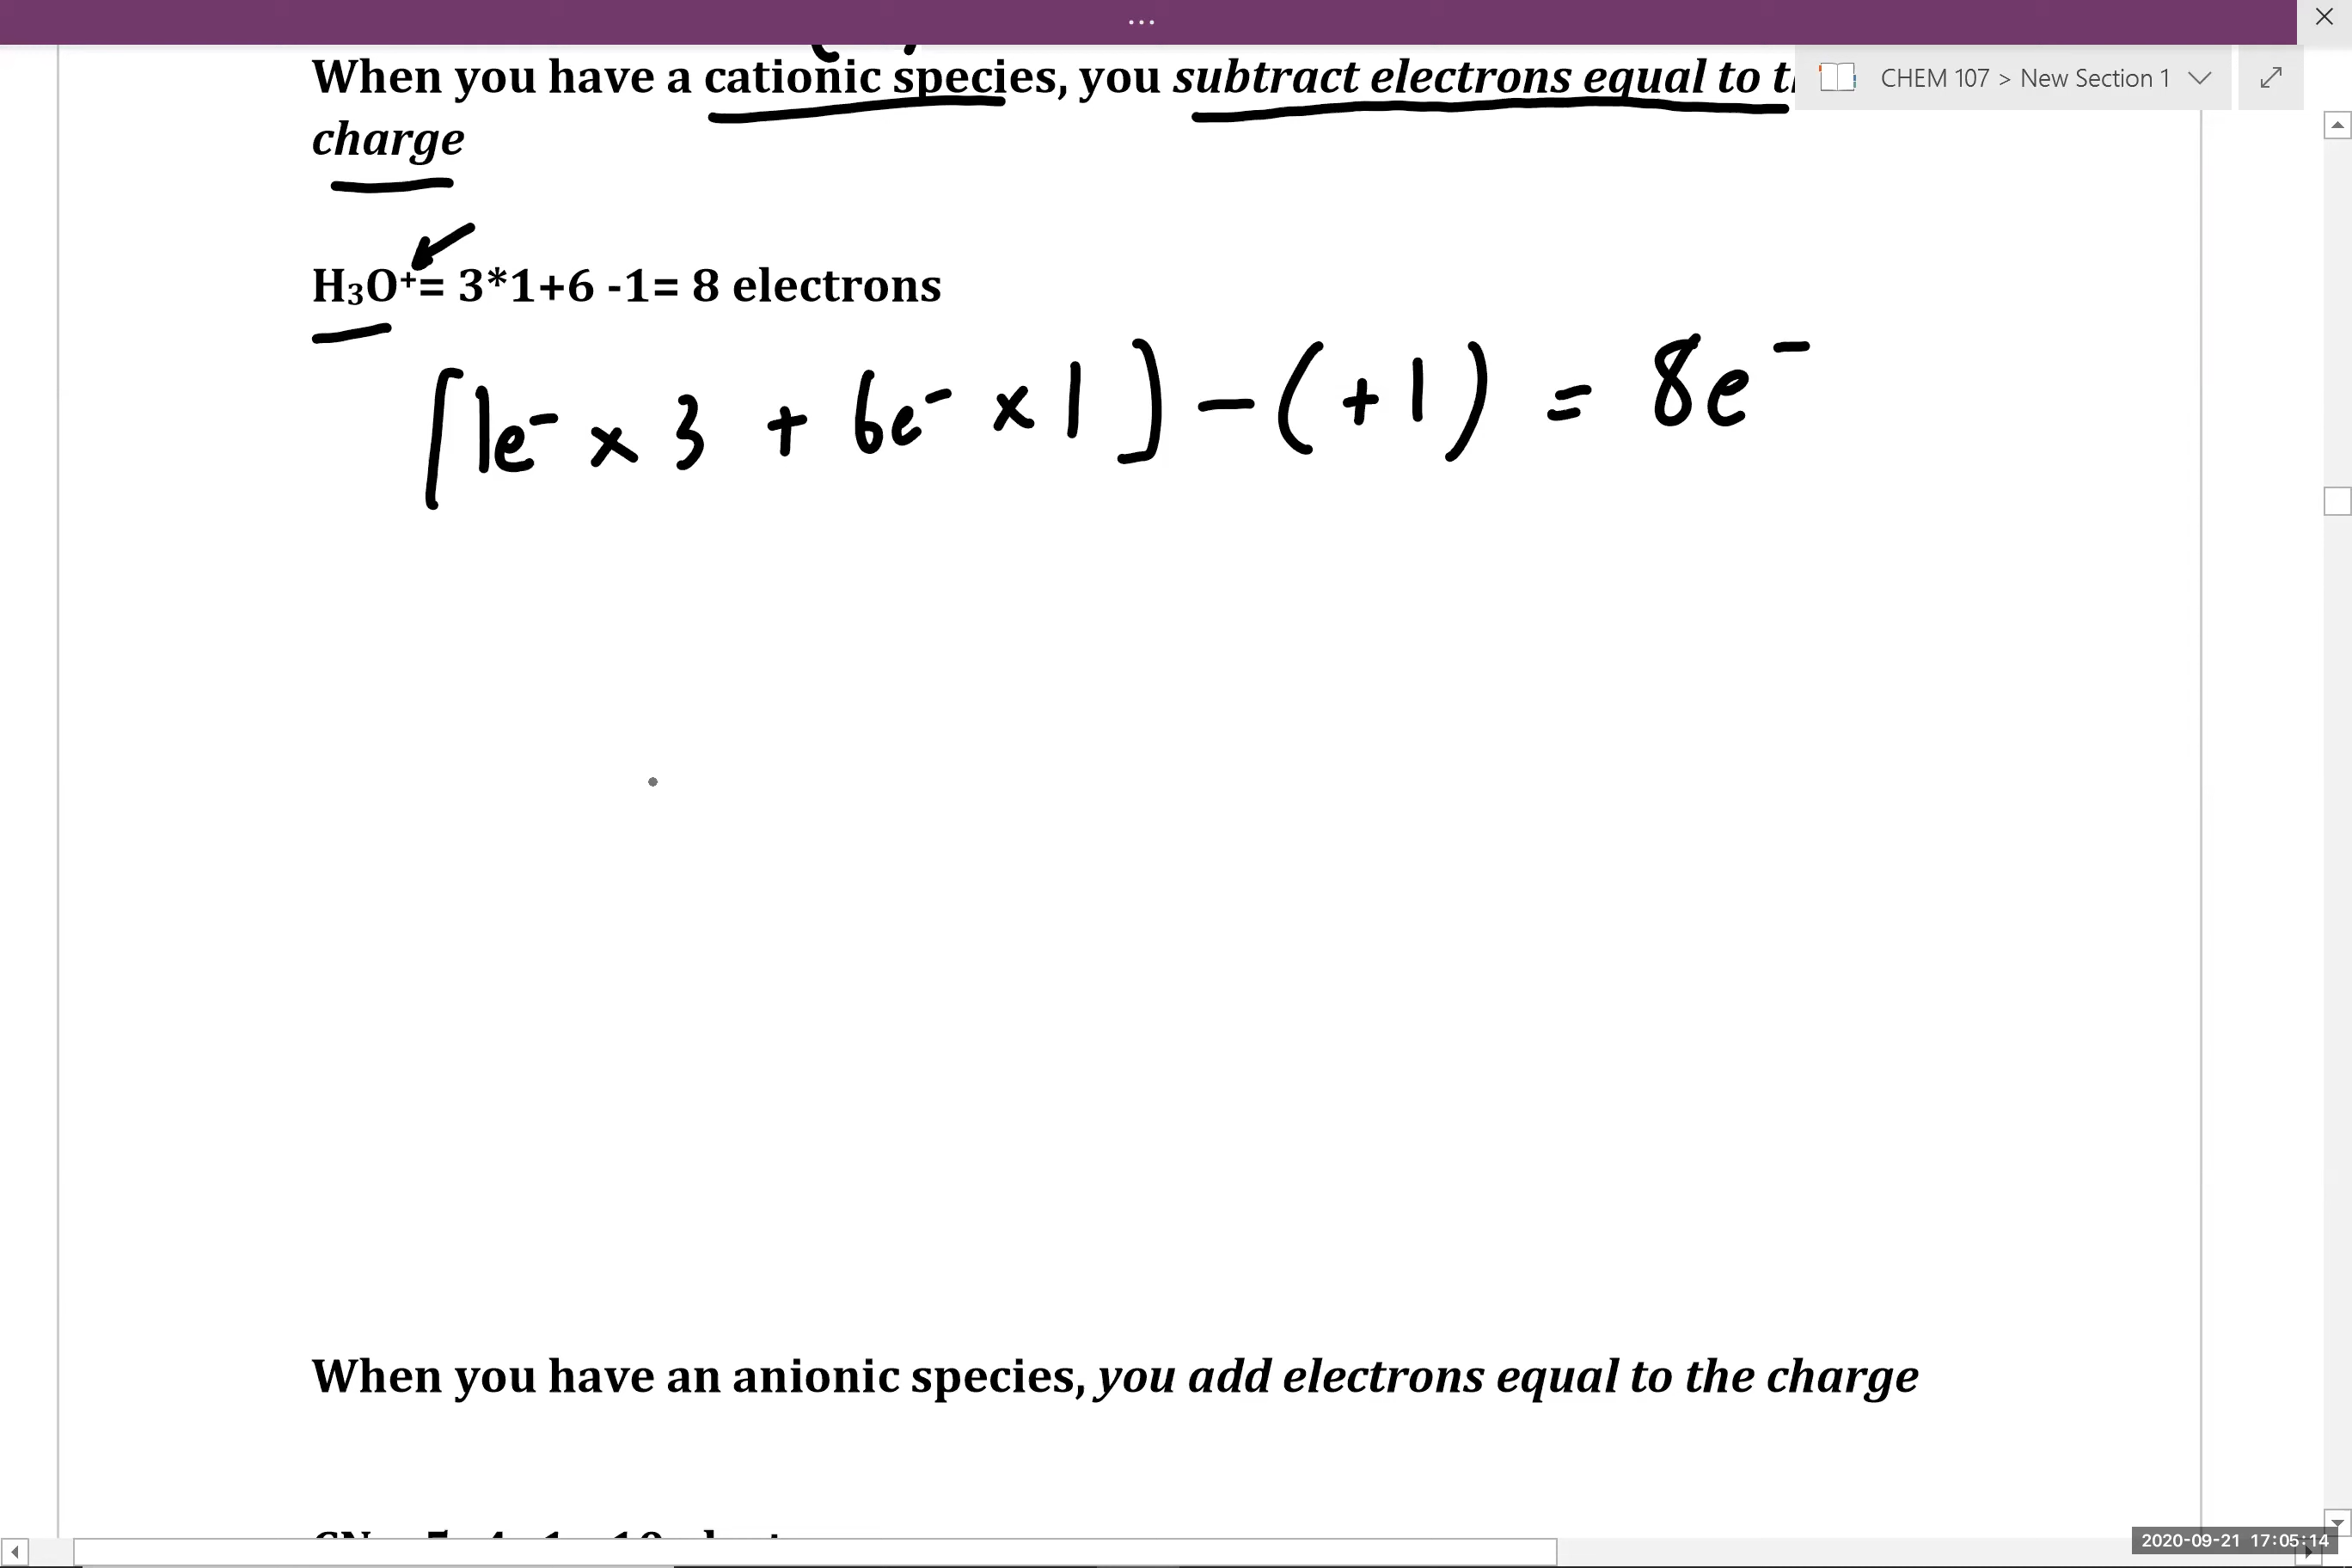 CHEM 107 > New Section 1
When you have a cationic species, you subtract electrons equal to
charge
H₃O⁺= 3*1+6 -1= 8 electrons
[1e⁻ x 3 + 6e⁻ x 1) - (+1) = 8e⁻
When you have an anionic species, you add electrons equal to the charge
2020-09-21 17:05:14